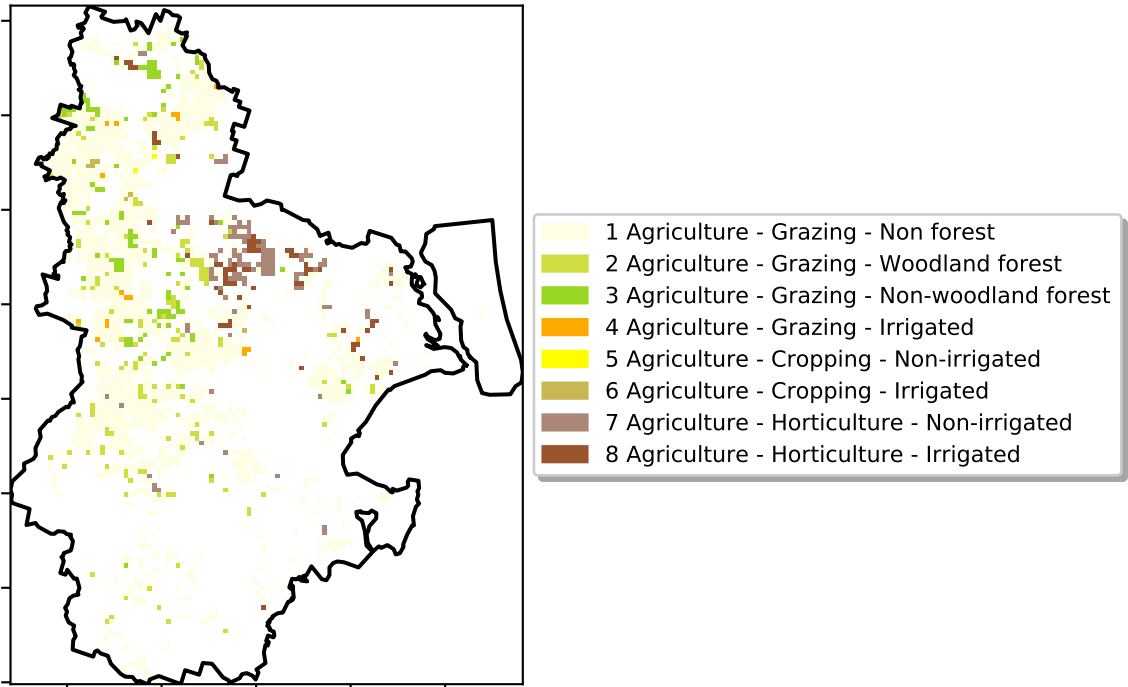 1 Agriculture - Grazing - Non forest
2 Agriculture - Grazing - Woodland forest
3 Agriculture - Grazing - Non-woodland forest
4 Agriculture - Grazing - Irrigated
5 Agriculture - Cropping - Non-irrigated
6 Agriculture - Cropping - Irrigated
7 Agriculture - Horticulture - Non-irrigated
8 Agriculture - Horticulture - Irrigated